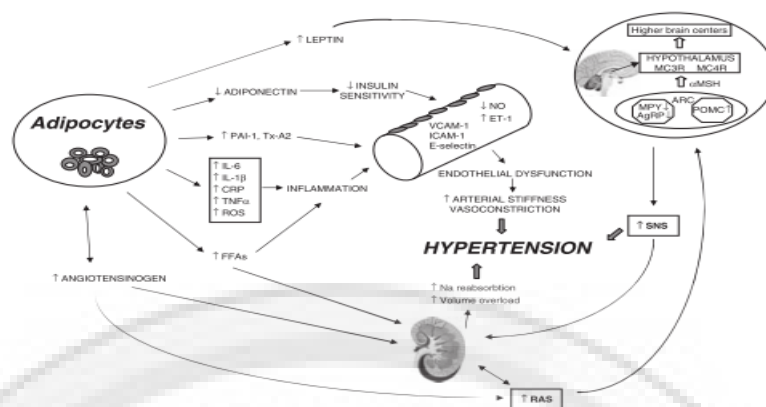 ↑ LEPTIN
↓ ADIPONECTIN
↓ INSULIN
SENSITIVITY
Adipocytes
↑ PAI-1, Tx-A2
↑ IL-6
↑ IL-1β
↑ CRP
↑ TNFα
↑ ROS
INFLAMMATION
↑ FFAs
↑ ANGIOTENSINOGEN
↓ NO
↑ ET-1
VCAM-1
ICAM-1
E-selectin
ENDOTHELIAL DYSFUNCTION
↑ ARTERIAL STIFFNESS
VASOCONSTRICTION
HYPERTENSION
↑ Na reabsorbtion
↑ Volume overload
Higher brain centers
HYPOTHALAMUS
MC3R MC4R
αMSH
ARC
MPY↓
AgRP↓
POMC↑
↑ SNS
↑ RAS